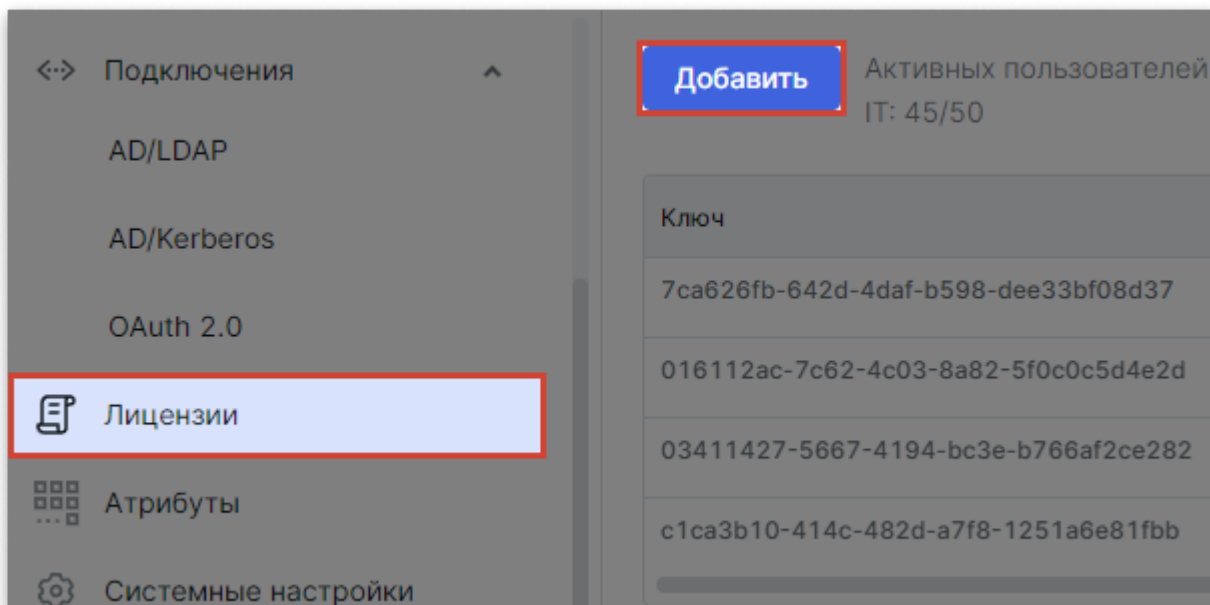 Подключения
AD/LDAP
AD/Kerberos
OAuth 2.0
Лицензии
Атрибуты
Системные настройки
Добавить
Активных пользователей
IT: 45/50
Ключ
7ca626fb-642d-4daf-b598-dee33bf08d37
016112ac-7c62-4c03-8a82-5f0c0c5d4e2d
03411427-5667-4194-bc3e-b766af2ce282
c1ca3b10-414c-482d-a7f8-1251a6e81fbb